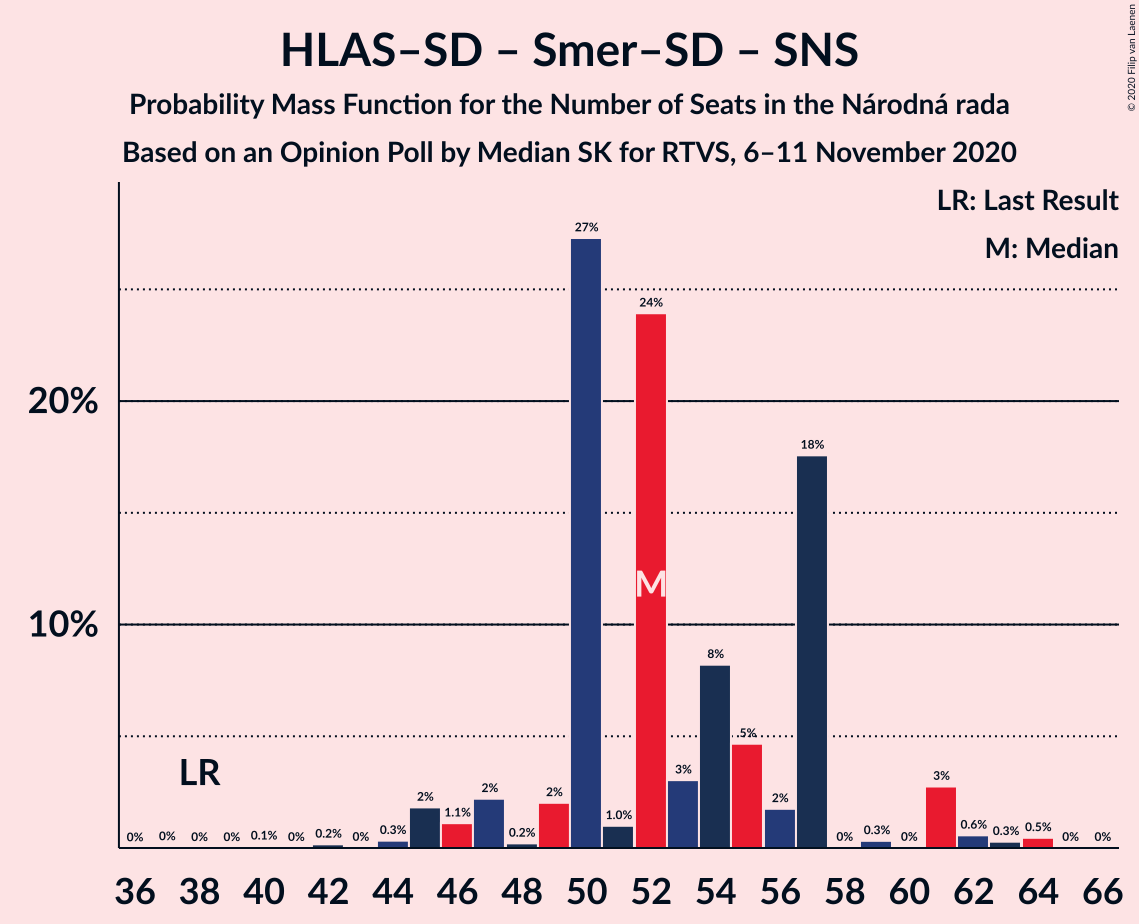 HLAS–SD – Smer–SD – SNS
Probability Mass Function for the Number of Seats in the Národná rada
Based on an Opinion Poll by Median SK for RTVS, 6–11 November 2020
© 2020 Filip van Laenen
LR: Last Result
M: Median
20%
10%
LR
M
0% 0% 0% 0% 0.1% 0% 0.2% 0% 0.3% 2% 1.1% 2% 0.2% 2% 27% 1.0% 24% 3% 8% 5% 2% 18% 0% 0.3% 0% 3% 0.6% 0.3% 0.5% 0% 0%
36 38 40 42 44 46 48 50 52 54 56 58 60 62 64 66